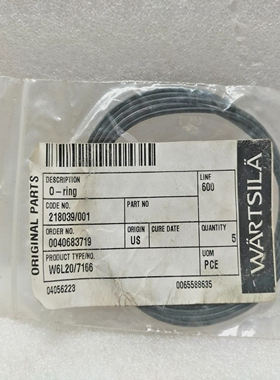 ORIGINAL PARTS
DESCRIPTION
O-ring
LINE
600
CODE NO.
218039/001
PART NO
ORDER NO.
0040683719
ORIGIN
US
CURE DATE
QUANTITY
5
PRODUCT TYPE/NO.
W6L20/7166
UOM
PCE
04056223
0065588635
WÄRTSILÄ